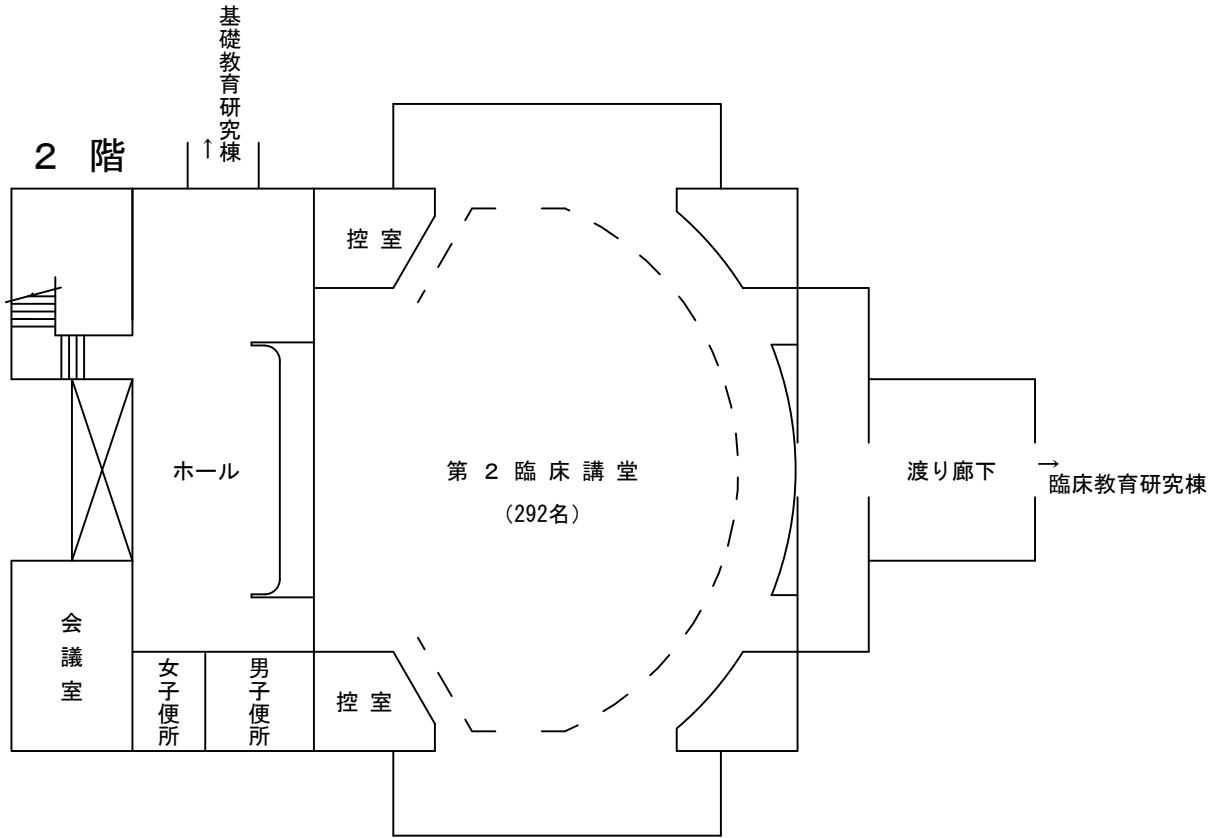 基礎教育研究棟
↑
２ 階
控 室
ホール
第 ２ 臨 床 講 堂
（292名）
渡り廊下
→
臨床教育研究棟
会議室
女子便所
男子便所
控 室